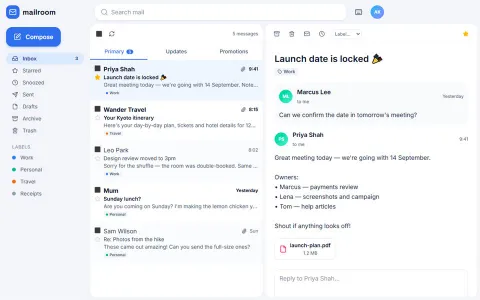 mailroom
Search mail
AK
Compose
Inbox 3
Starred
Snoozed
Sent
Drafts
Archive
Trash
LABELS
Work
Personal
Travel
Receipts
5 messages
Primary
Updates
Promotions
Priya Shah 9:41
Launch date is locked 🎉
Great meeting today — we're going with 14 September. Note…
Work
Wander Travel 8:15
Your Kyoto itinerary
Here's your day-by-day plan, tickets and hotel details for 12…
Travel
Leo Park 8:02
Design review moved to 3pm
Sorry for the shuffle — the room was double-booked. Same …
Work
Mum Yesterday
Sunday lunch?
Are you coming on Sunday? I'm making the lemon chicken y…
Personal
Sam Wilson Sun
Re: Photos from the hike
These came out amazing! Can you send the full-size ones?
Personal
Label…
Launch date is locked 🎉
Work
ML
Marcus Lee Yesterday
to me
Can we confirm the date in tomorrow's meeting?
PS
Priya Shah 9:41
to me
Great meeting today — we're going with 14 September.
Owners:
• Marcus — payments review
• Lena — screenshots and campaign
• Tom — help articles
Shout if anything looks off!
launch-plan.pdf
1.2 MB
Reply to Priya Shah…